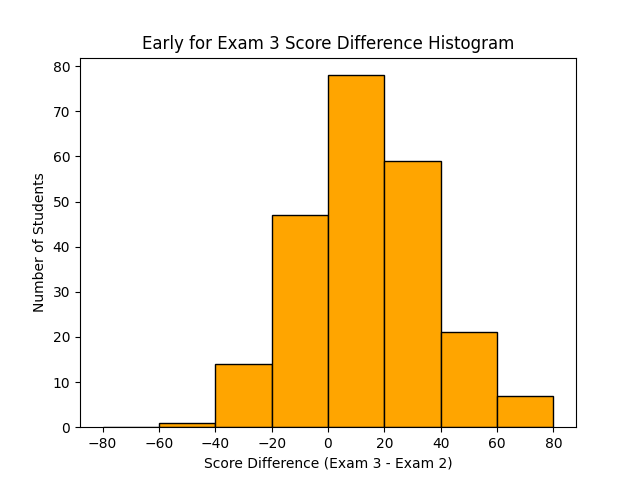 Early for Exam 3 Score Difference Histogram
80
70
60
50
40
30
20
10
0
Number of Students
−80 −60 −40 −20 0 20 40 60 80
Score Difference (Exam 3 - Exam 2)